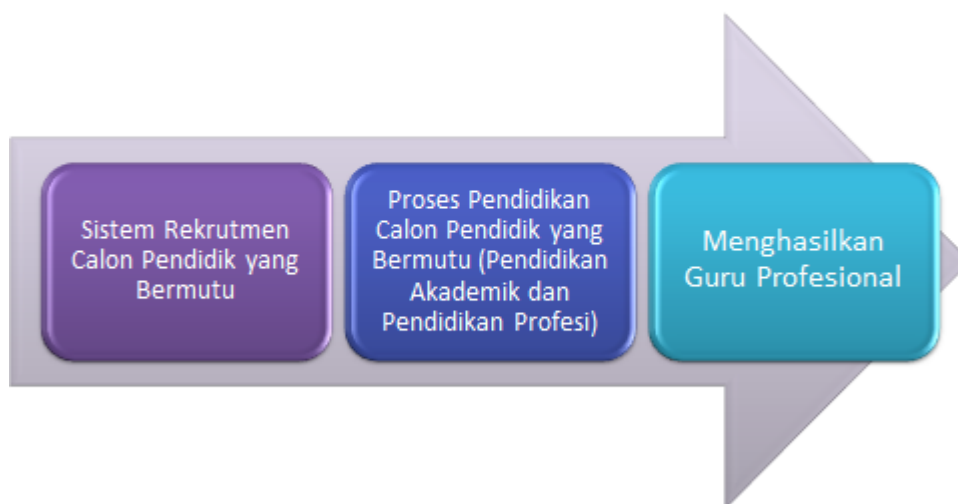 Sistem Rekrutmen
Calon Pendidik yang
Bermutu
Proses Pendidikan
Calon Pendidik yang
Bermutu (Pendidikan
Akademik dan
Pendidikan Profesi)
Menghasilkan
Guru Profesional